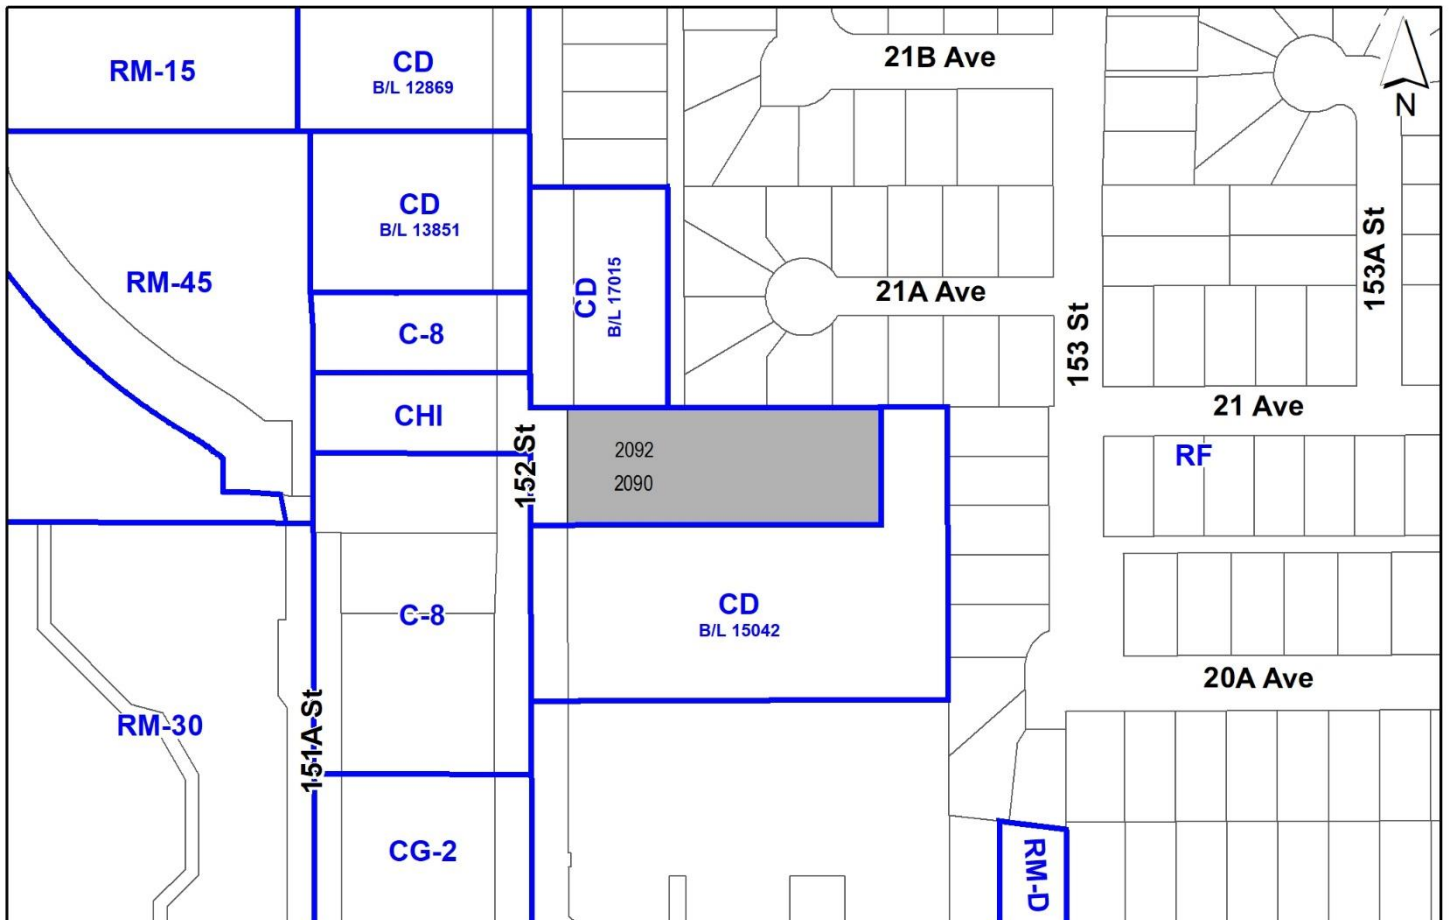 RM-15
CD
B/L 12869
21B Ave
N
CD
B/L 13851
RM-45
CD
B/L 17015
21A Ave
153A St
C-8
153 St
CHI
21 Ave
152 St
2092
2090
RF
C-8
CD
B/L 15042
20A Ave
RM-30
151A St
CG-2
RM-D